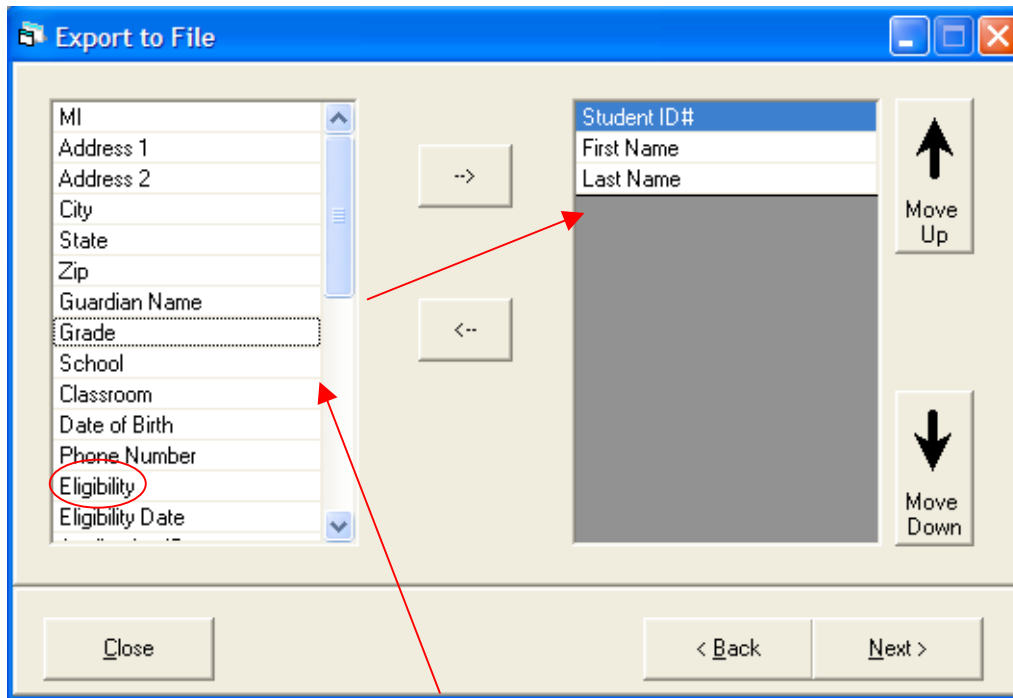 Export to File
MI
Address 1
Address 2
City
State
Zip
Guardian Name
Grade
School
Classroom
Date of Birth
Phone Number
Eligibility
Eligibility Date
-->
<--
Student ID#
First Name
Last Name
Move
Up
Move
Down
Close
< Back
Next >